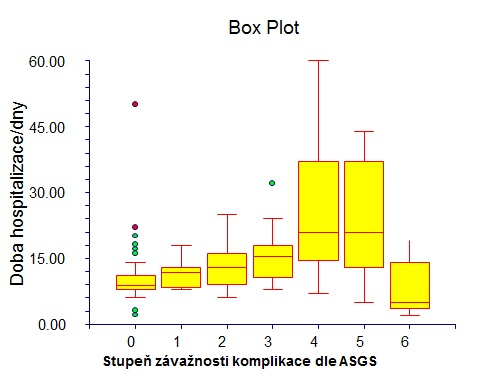 Box Plot
60.00
45.00
30.00
15.00
0.00
Doba hospitalizace/dny
0 1 2 3 4 5 6
Stupeň závažnosti komplikace dle ASGS